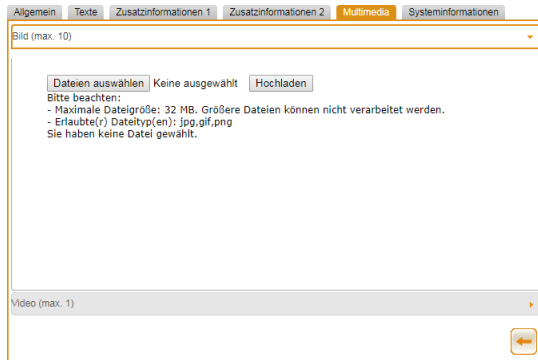 Allgemein Texte Zusatzinformationen 1 Zusatzinformationen 2 Multimedia Systeminformationen
Bild (max. 10)
Dateien auswählen Keine ausgewählt Hochladen
Bitte beachten:
- Maximale Dateigröße: 32 MB. Größere Dateien können nicht verarbeitet werden.
- Erlaubte(r) Dateityp(en): jpg,gif,png
Sie haben keine Datei gewählt.
Video (max. 1)